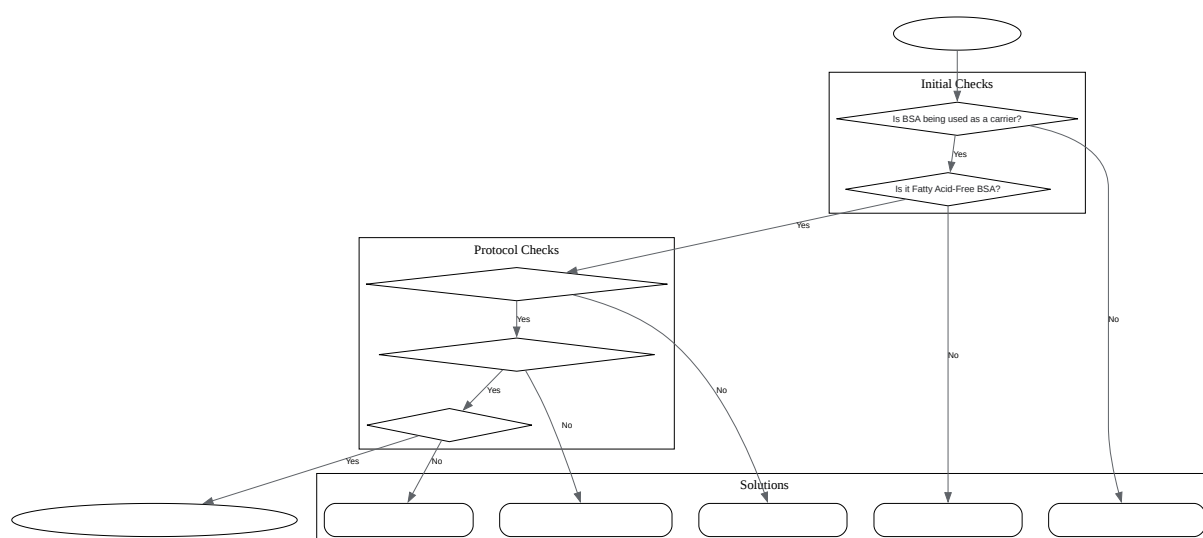 Initial Checks
Is BSA being used as a carrier?
Yes
Is it Fatty Acid-Free BSA?
Yes
Protocol Checks
Yes
No
No
Yes
No
No
Yes
No
Solutions